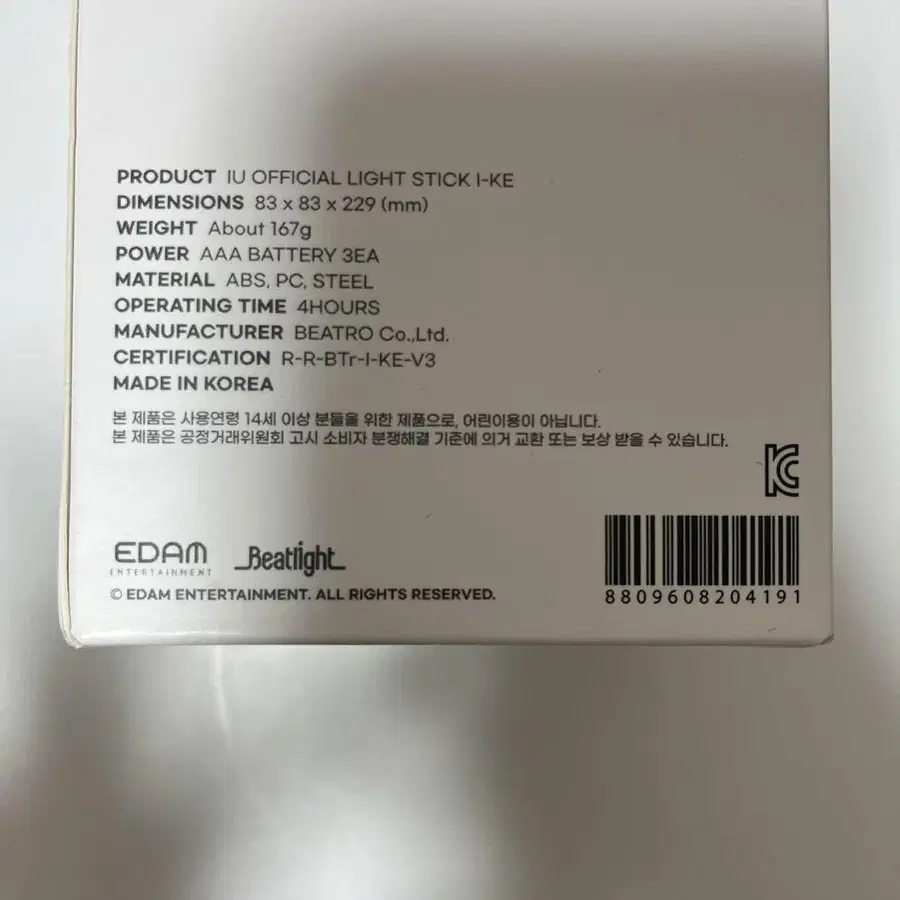 PRODUCT IU OFFICIAL LIGHT STICK I-KE
DIMENSIONS 83 x 83 x 229 (mm)
WEIGHT About 167g
POWER AAA BATTERY 3EA
MATERIAL ABS, PC, STEEL
OPERATING TIME 4HOURS
MANUFACTURER BEATRO Co.,Ltd.
CERTIFICATION R-R-BTr-I-KE-V3
MADE IN KOREA
본 제품은 사용연령 14세 이상 분들을 위한 제품으로, 어린이용이 아닙니다.
본 제품은 공정거래위원회 고시 소비자 분쟁해결 기준에 의거 교환 또는 보상 받을 수 있습니다.
KC
EDAM
ENTERTAINMENT
Beatlight
© EDAM ENTERTAINMENT. ALL RIGHTS RESERVED.
8809608204191